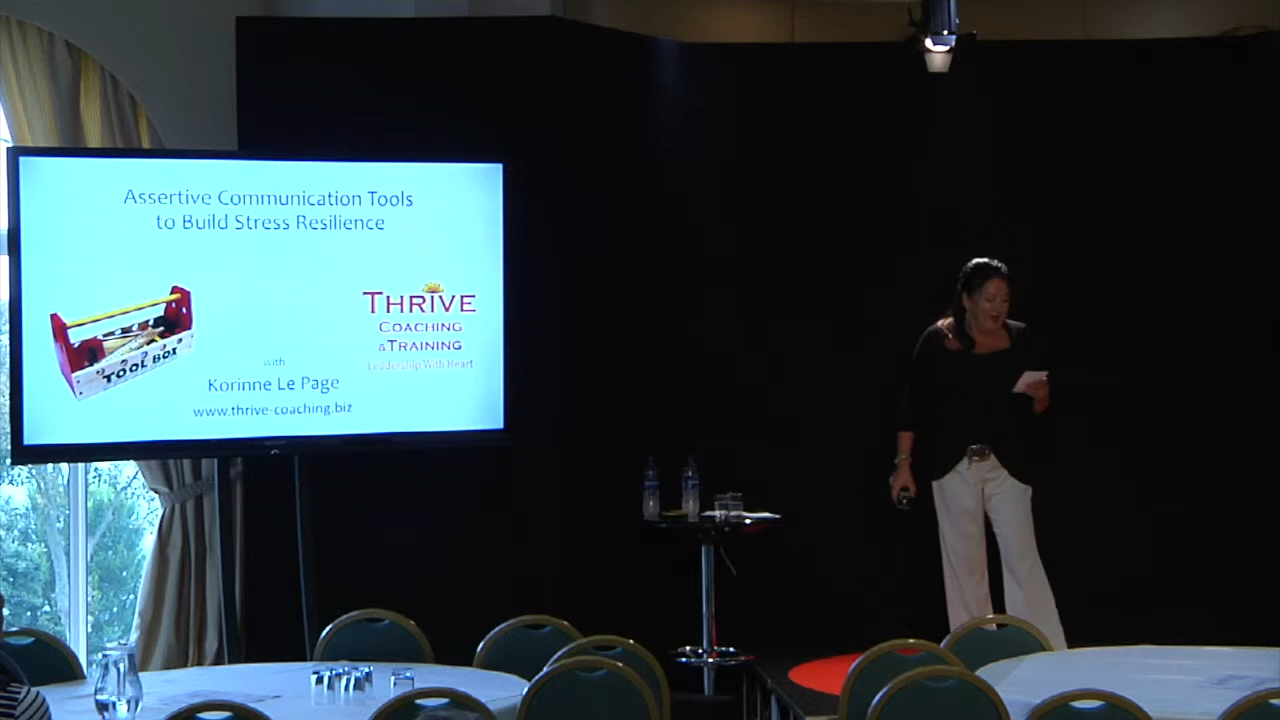 Assertive Communication Tools
to Build Stress Resilience
THRIVE
COACHING
&TRAINING
Leadership With Heart
TOOL BOX
with
Korinne Le Page
www.thrive-coaching.biz